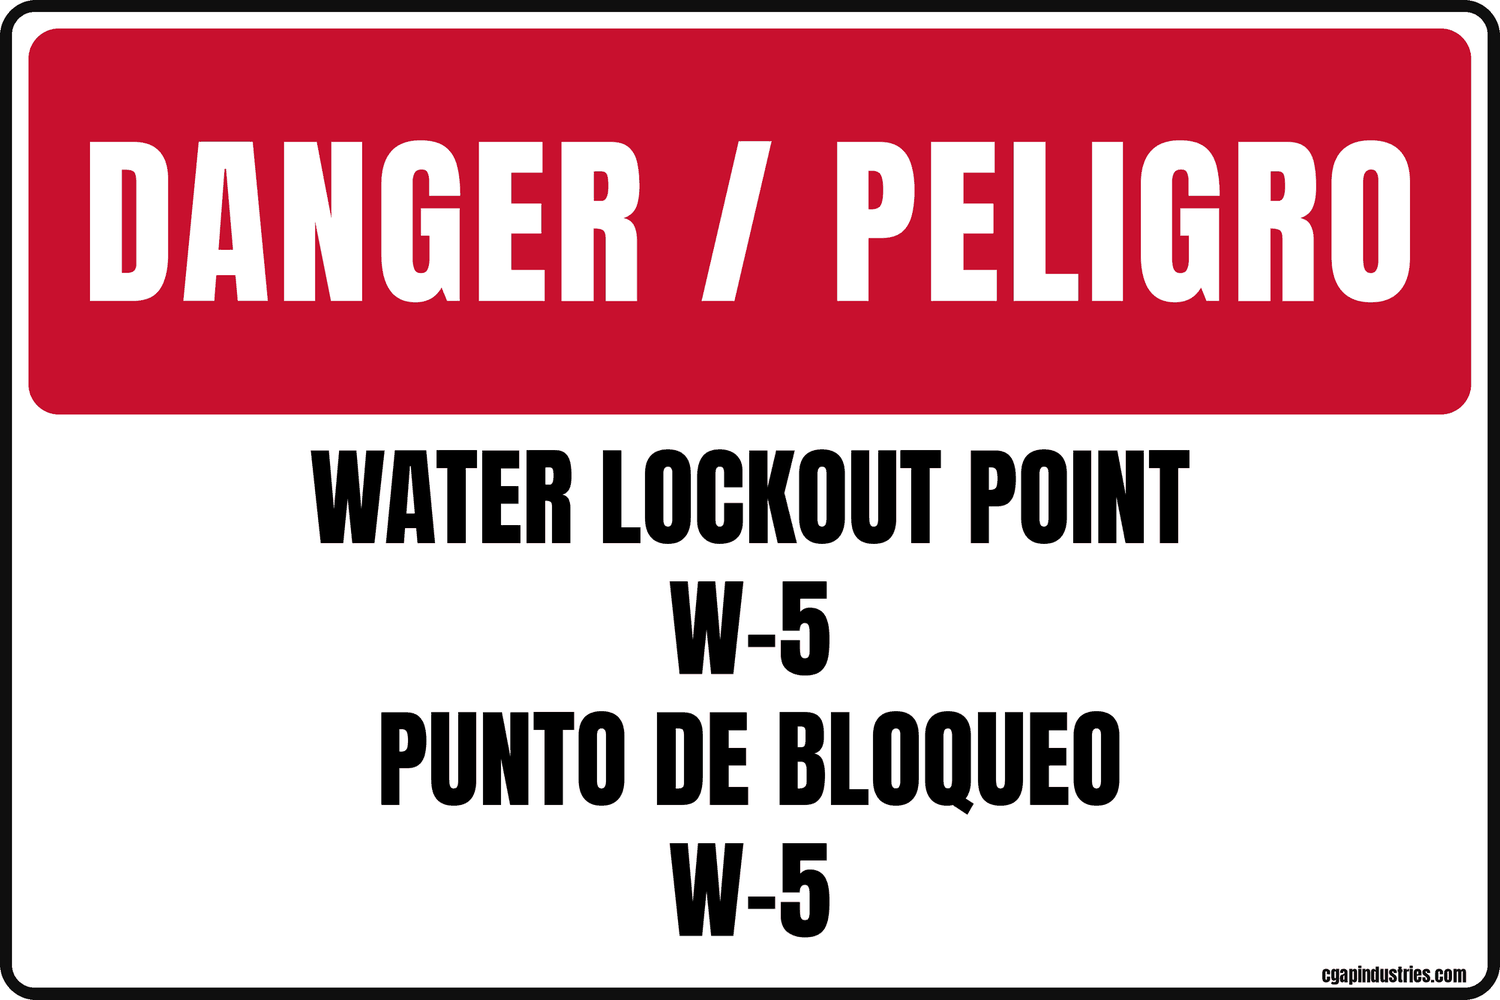 DANGER / PELIGRO
WATER LOCKOUT POINT
W-5
PUNTO DE BLOQUEO
W-5
cgapindustries.com